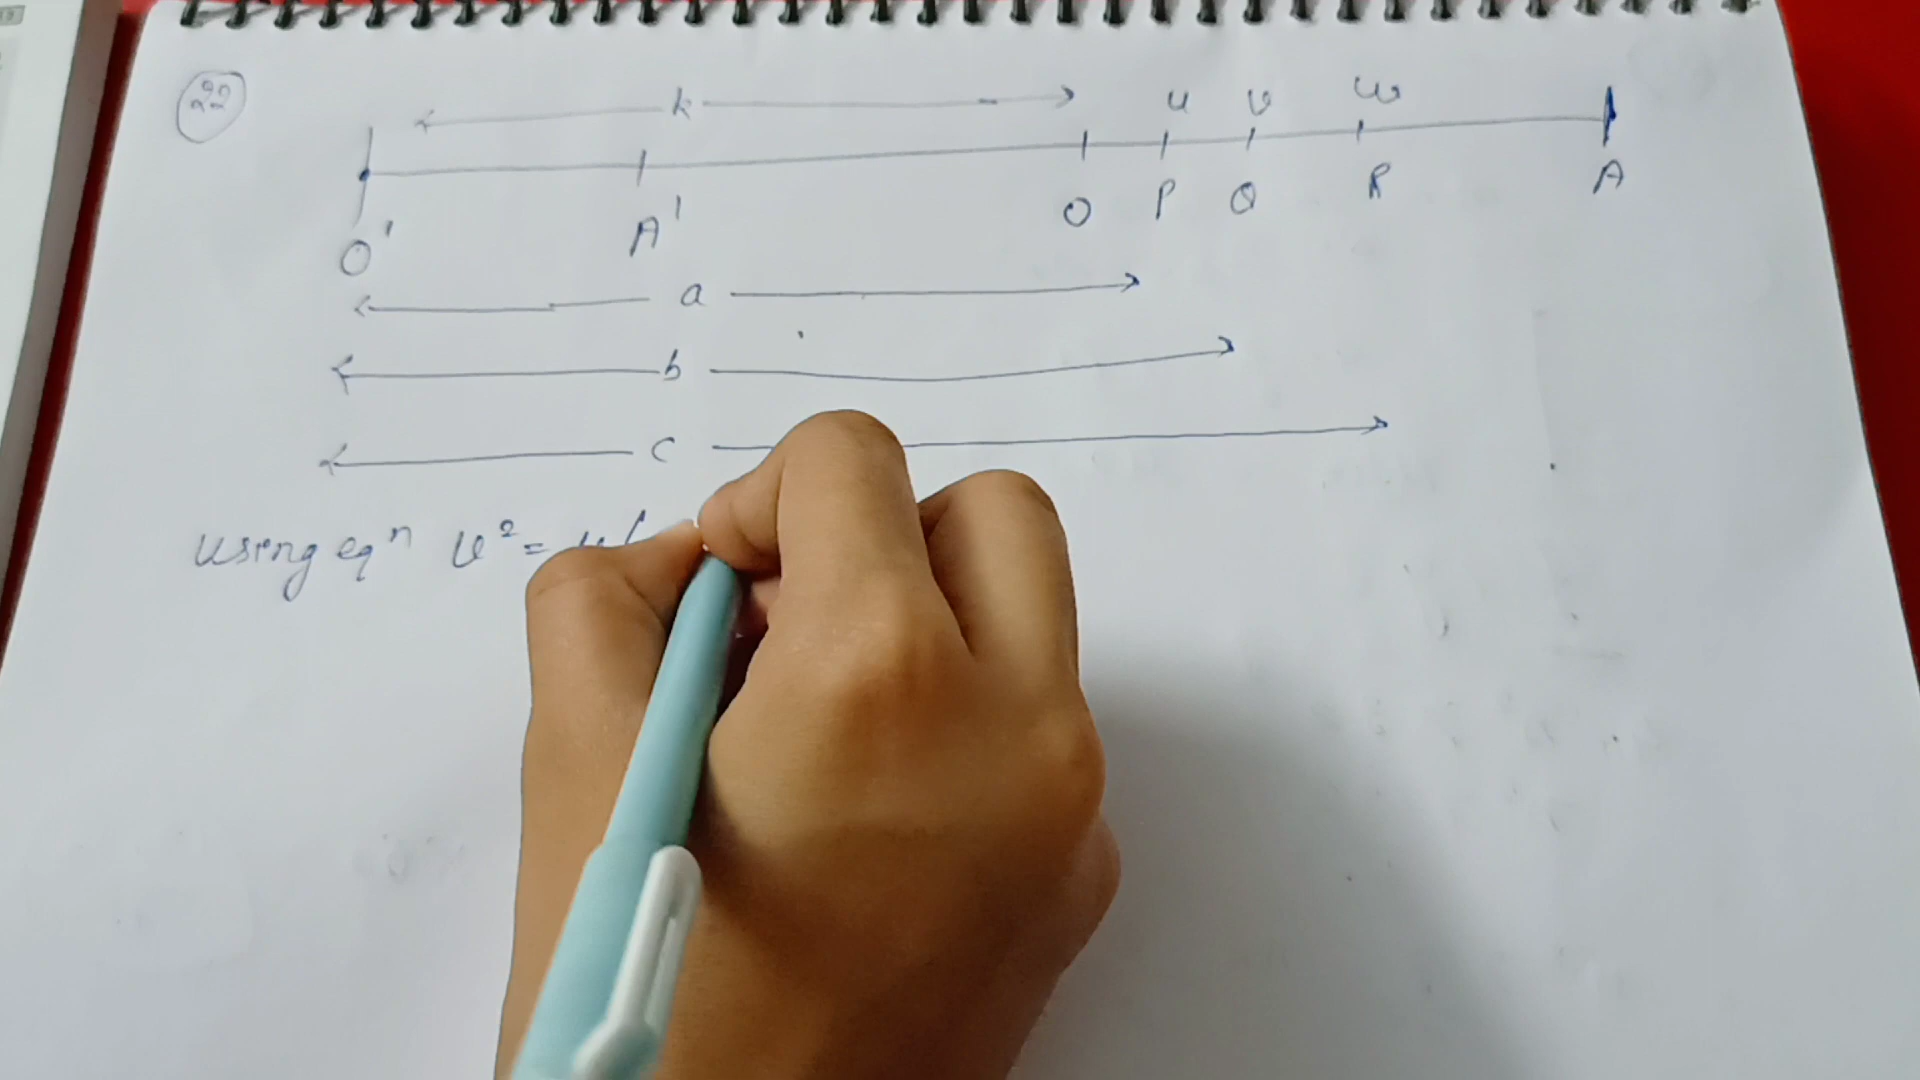 22
k u v w
O' A' O P Q R A
a
b
c
using eqⁿ v² = μ(